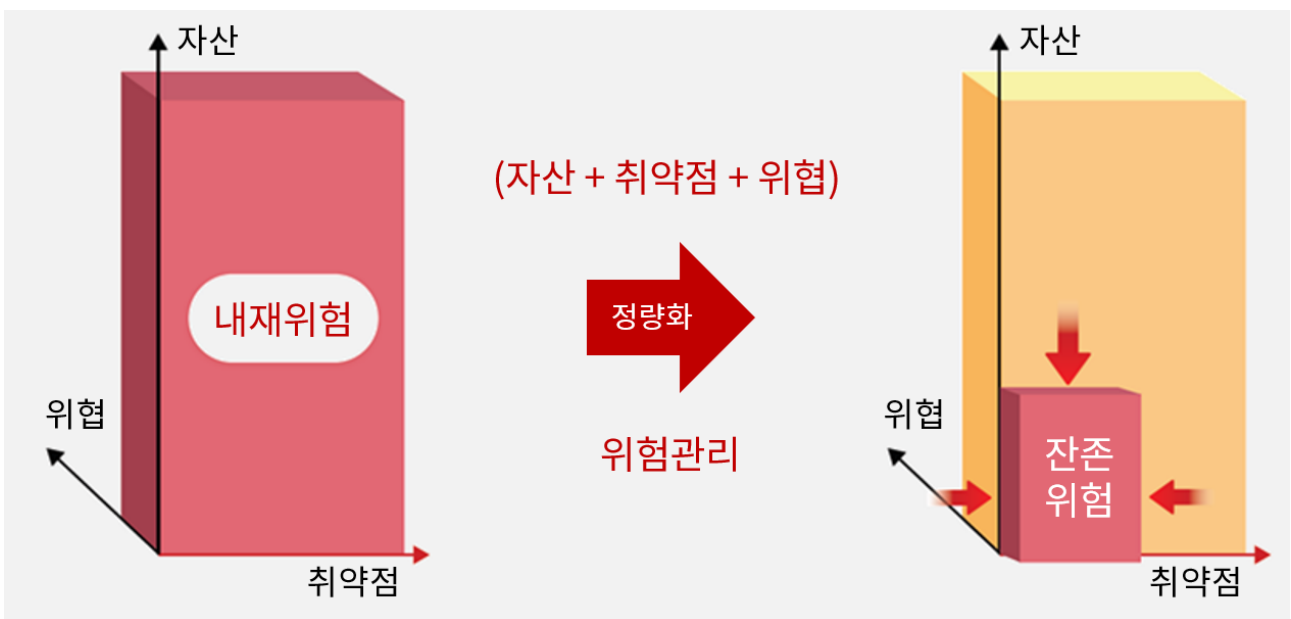 자산
내재위험
위협
취약점
(자산 + 취약점 + 위협)
정량화
위험관리
자산
위협
잔존
위험
취약점